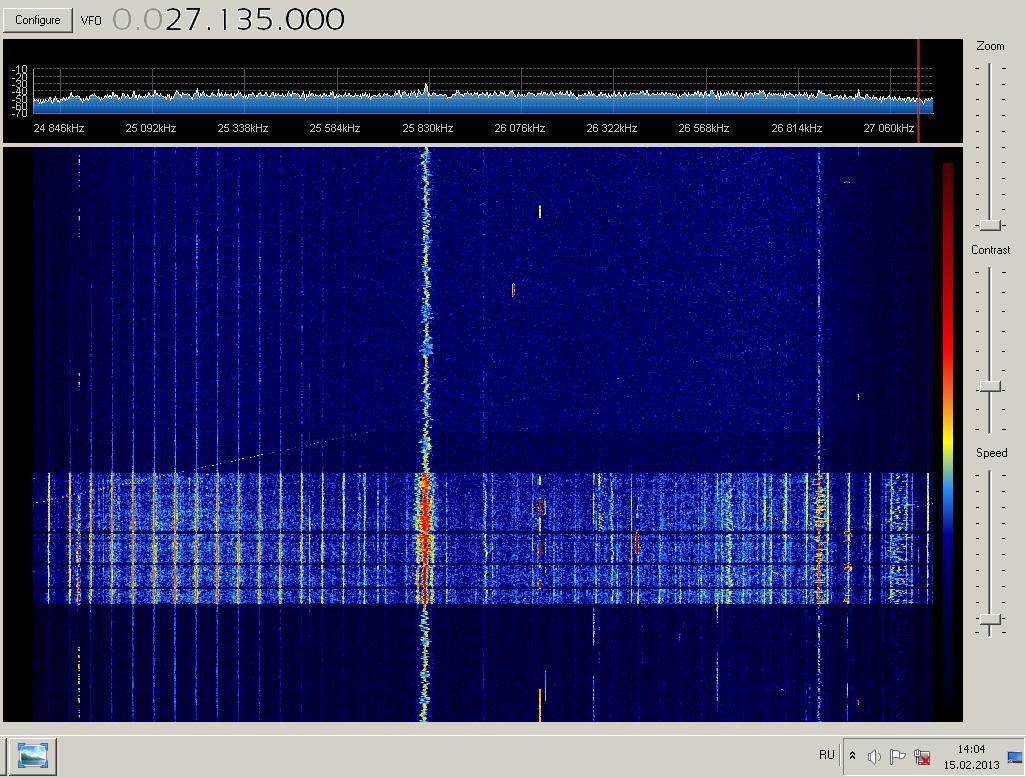 Configure VFO 0.027.135.000
Zoom
-10
-20
-30
-40
-50
-60
-70
24 846kHz 25 092kHz 25 338kHz 25 584kHz 25 830kHz 26 076kHz 26 322kHz 26 568kHz 26 814kHz 27 060kHz
Contrast
Speed
RU
14:04
15.02.2013